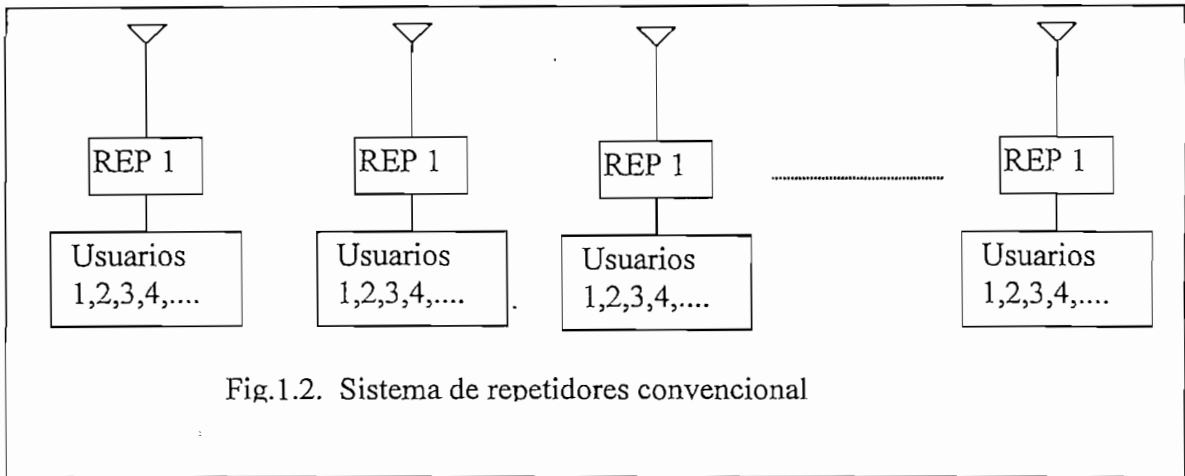 REP 1
REP 1
REP 1
REP 1
Usuarios
1,2,3,4,....
Usuarios
1,2,3,4,....
Usuarios
1,2,3,4,....
Usuarios
1,2,3,4,....
Fig.1.2. Sistema de repetidores convencional